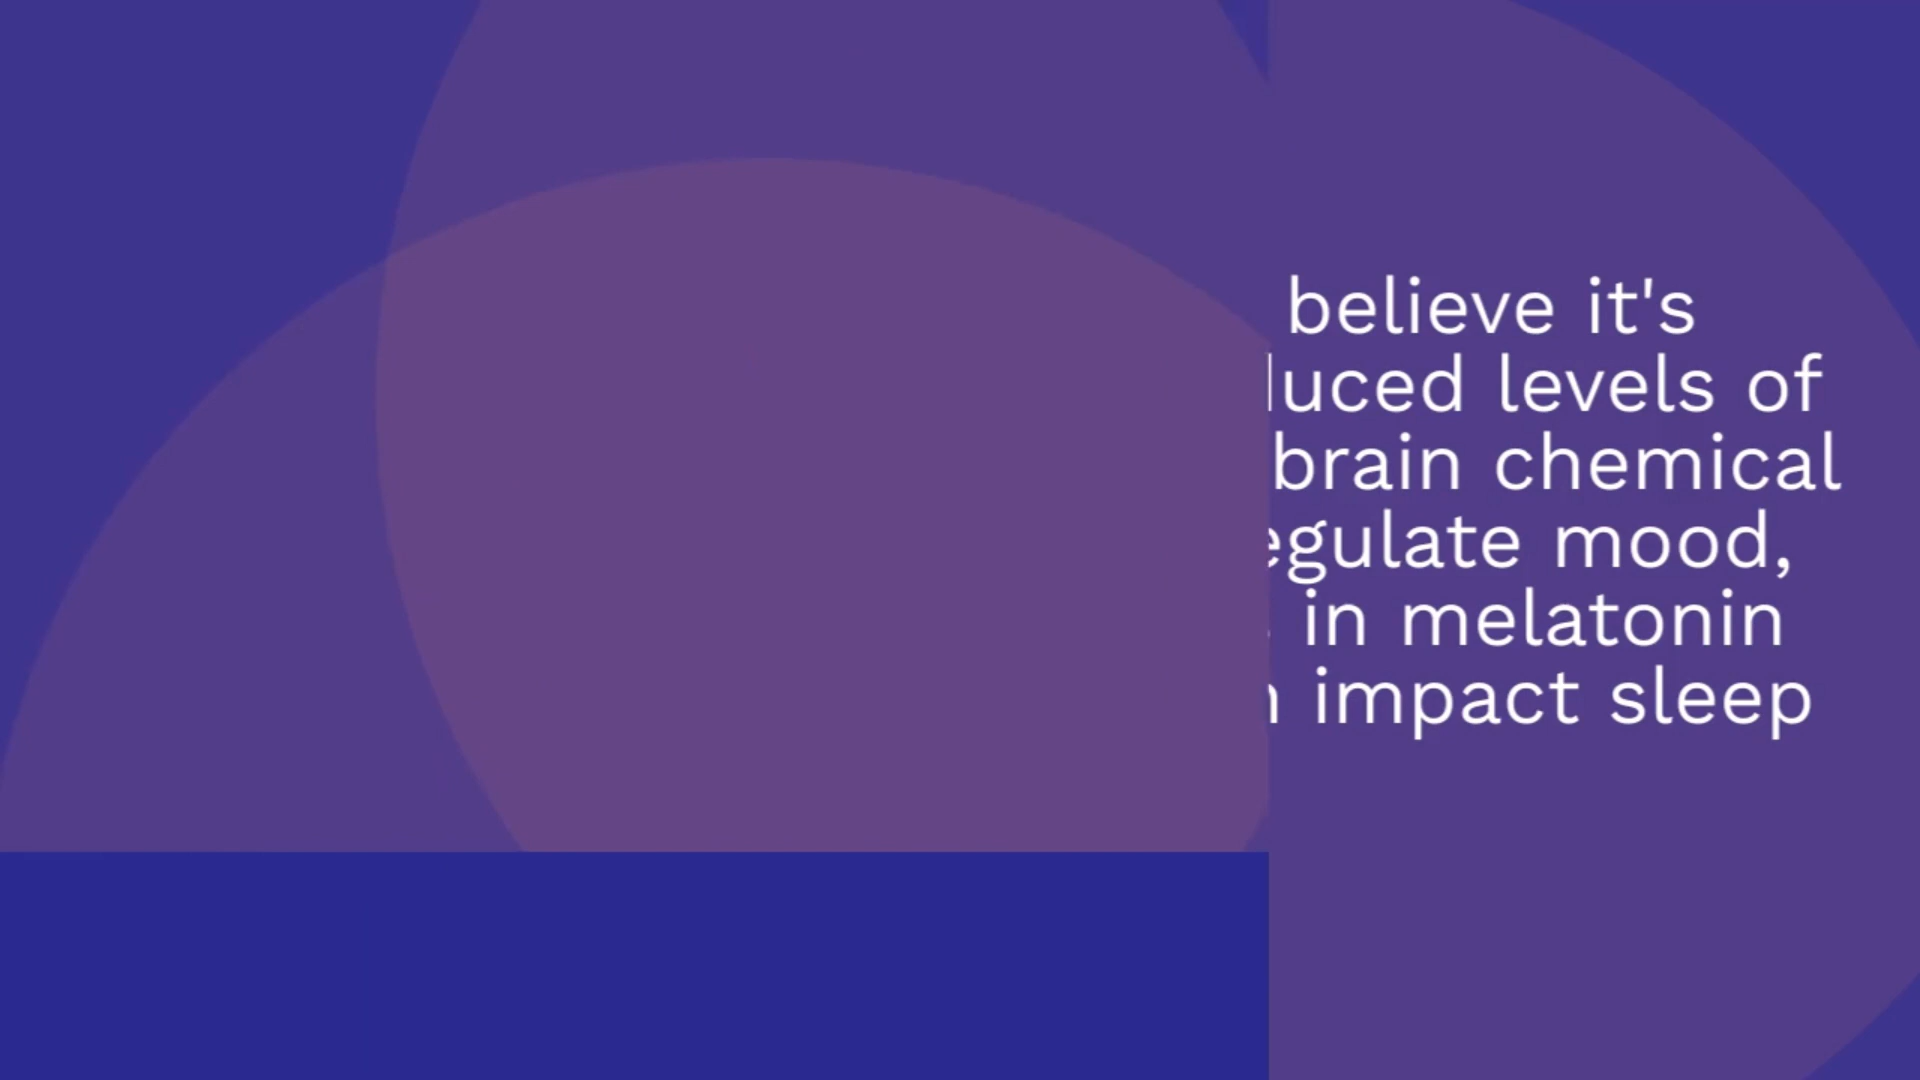 believe it's
luced levels of
brain chemical
egulate mood,
in melatonin
impact sleep